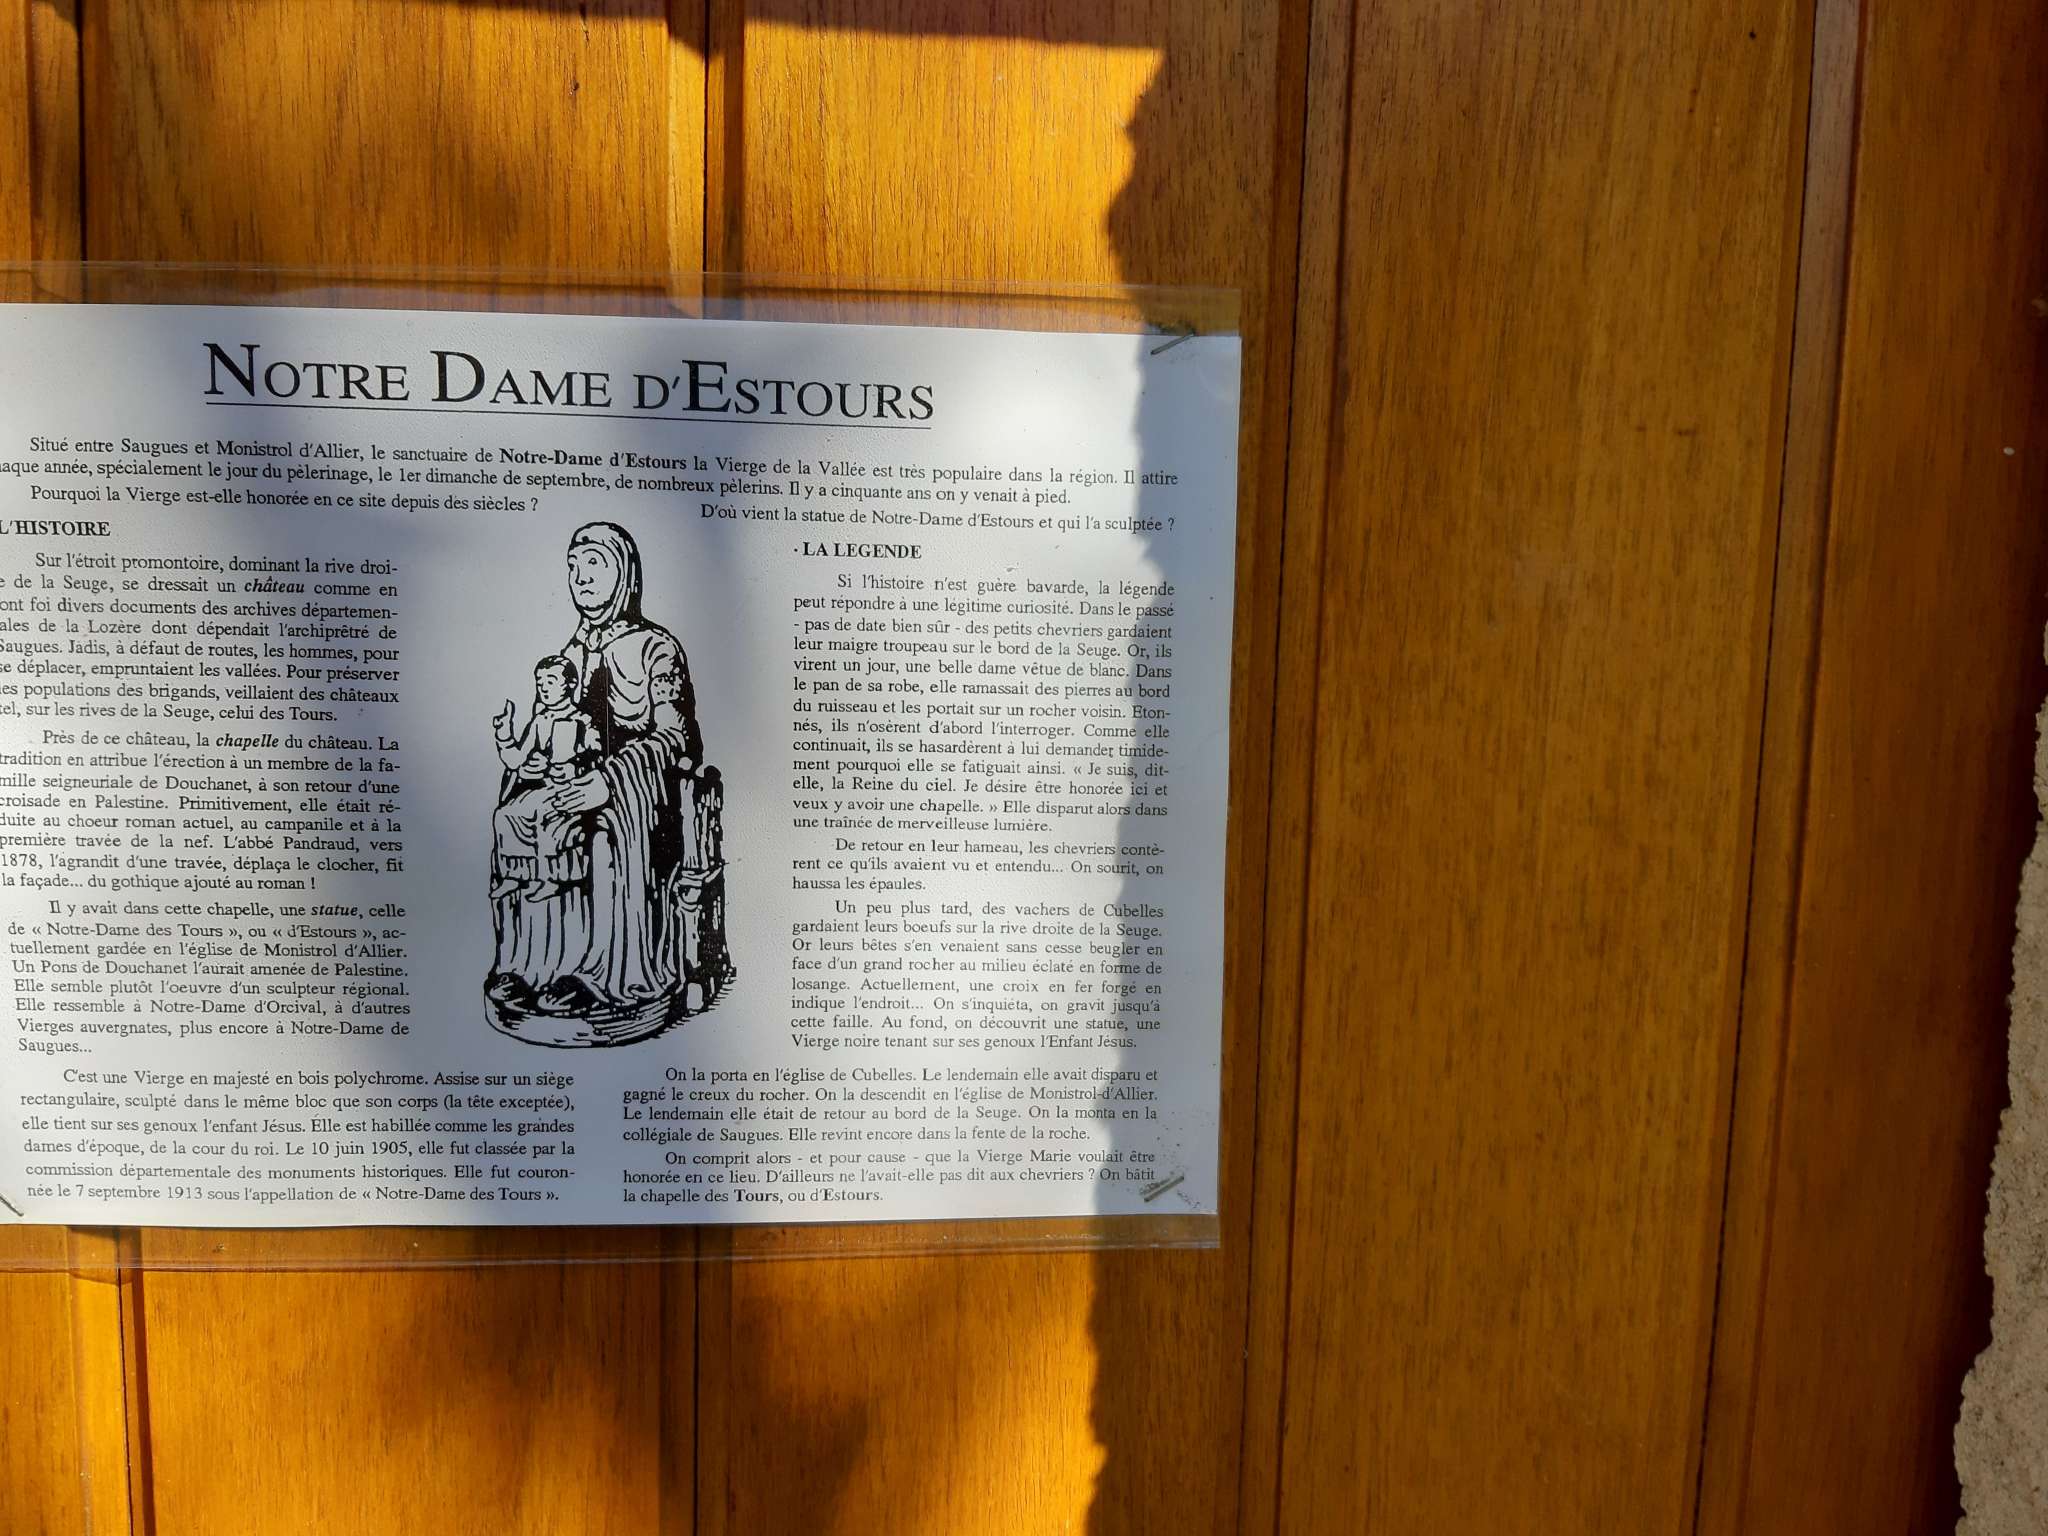 NOTRE DAME D'ESTOURS
Situé entre Saugues et Monistrol d'Allier, le sanctuaire de Notre-Dame d'Estours la Vierge de la Vallée est très populaire dans la région. Il attire
aque année, spécialement le jour du pèlerinage, le 1er dimanche de septembre, de nombreux pèlerins. Il y a cinquante ans on y venait à pied.
Pourquoi la Vierge est-elle honorée en ce site depuis des siècles ?
D'où vient la statue de Notre-Dame d'Estours et qui l'a sculptée ?
L'HISTOIRE
Sur l'étroit promontoire, dominant la rive droi-
e de la Seuge, se dressait un château comme en
ont foi divers documents des archives départemen-
ales de la Lozère dont dépendait l'archiprêtré de
Saugues. Jadis, à défaut de routes, les hommes, pour
se déplacer, empruntaient les vallées. Pour préserver
es populations des brigands, veillaient des châteaux
tel, sur les rives de la Seuge, celui des Tours.
Près de ce château, la chapelle du château. La
tradition en attribue l'érection à un membre de la fa-
mille seigneuriale de Douchanet, à son retour d'une
croisade en Palestine. Primitivement, elle était ré-
duite au choeur roman actuel, au campanile et à la
première travée de la nef. L'abbé Pandraud, vers
1878, l'agrandit d'une travée, déplaça le clocher, fit
la façade... du gothique ajouté au roman !
Il y avait dans cette chapelle, une statue, celle
de « Notre-Dame des Tours », ou « d'Estours », ac-
tuellement gardée en l'église de Monistrol d'Allier.
Un Pons de Douchanet l'aurait amenée de Palestine.
Elle semble plutôt l'oeuvre d'un sculpteur régional.
Elle ressemble à Notre-Dame d'Orcival, à d'autres
Vierges auvergnates, plus encore à Notre-Dame de
Saugues...
C'est une Vierge en majesté en bois polychrome. Assise sur un siège
rectangulaire, sculpté dans le même bloc que son corps (la tête exceptée),
elle tient sur ses genoux l'enfant Jésus. Élle est habillée comme les grandes
dames d'époque, de la cour du roi. Le 10 juin 1905, elle fut classée par la
commission départementale des monuments historiques. Elle fut couron-
née le 7 septembre 1913 sous l'appellation de « Notre-Dame des Tours ».
· LA LEGENDE
Si l'histoire n'est guère bavarde, la légende
peut répondre à une légitime curiosité. Dans le passé
- pas de date bien sûr - des petits chevriers gardaient
leur maigre troupeau sur le bord de la Seuge. Or, ils
virent un jour, une belle dame vêtue de blanc. Dans
le pan de sa robe, elle ramassait des pierres au bord
du ruisseau et les portait sur un rocher voisin. Eton-
nés, ils n'osèrent d'abord l'interroger. Comme elle
continuait, ils se hasardèrent à lui demander timide-
ment pourquoi elle se fatiguait ainsi. « Je suis, dit-
elle, la Reine du ciel. Je désire être honorée ici et
veux y avoir une chapelle. » Elle disparut alors dans
une traînée de merveilleuse lumière.
De retour en leur hameau, les chevriers contè-
rent ce qu'ils avaient vu et entendu... On sourit, on
haussa les épaules.
Un peu plus tard, des vachers de Cubelles
gardaient leurs boeufs sur la rive droite de la Seuge.
Or leurs bêtes s'en venaient sans cesse beugler en
face d'un grand rocher au milieu éclaté en forme de
losange. Actuellement, une croix en fer forgé en
indique l'endroit... On s'inquiéta, on gravit jusqu'à
cette faille. Au fond, on découvrit une statue, une
Vierge noire tenant sur ses genoux l'Enfant Jésus.
On la porta en l'église de Cubelles. Le lendemain elle avait disparu et
gagné le creux du rocher. On la descendit en l'église de Monistrol-d'Allier.
Le lendemain elle était de retour au bord de la Seuge. On la monta en la
collégiale de Saugues. Elle revint encore dans la fente de la roche.
On comprit alors - et pour cause - que la Vierge Marie voulait être
honorée en ce lieu. D'ailleurs ne l'avait-elle pas dit aux chevriers ? On bâtit
la chapelle des Tours, ou d'Estours.